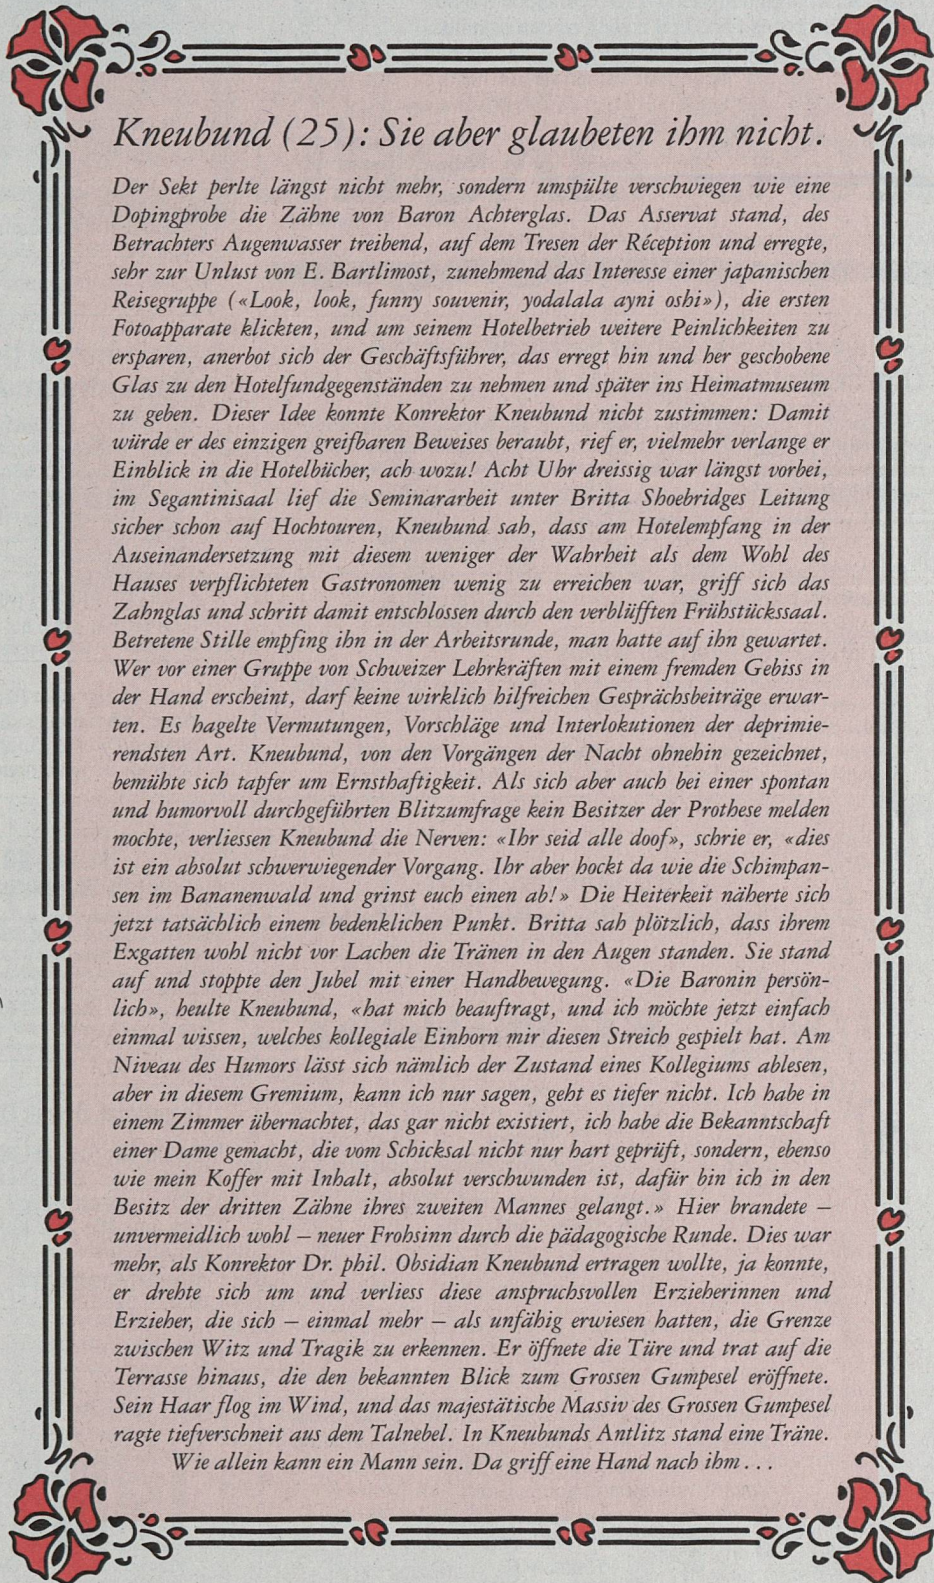 Kneubund (25): Sie aber glaubeten ihm nicht.
Der Sekt perlte längst nicht mehr, sondern umspülte verschwiegen wie eine
Dopingprobe die Zähne von Baron Achterglas. Das Asservat stand, des
Betrachters Augenwasser treibend, auf dem Tresen der Réception und erregte,
sehr zur Unlust von E. Bartlimost, zunehmend das Interesse einer japanischen
Reisegruppe («Look, look, funny souvenir, yodalala ayni oshi»), die ersten
Fotoapparate klickten, und um seinem Hotelbetrieb weitere Peinlichkeiten zu
ersparen, anerbot sich der Geschäftsführer, das erregt hin und her geschobene
Glas zu den Hotelfundgegenständen zu nehmen und später ins Heimatmuseum
zu geben. Dieser Idee konnte Konrektor Kneubund nicht zustimmen: Damit
würde er des einzigen greifbaren Beweises beraubt, rief er, vielmehr verlange er
Einblick in die Hotelbücher, ach wozu! Acht Uhr dreissig war längst vorbei,
im Segantinisaal lief die Seminararbeit unter Britta Shoebridges Leitung
sicher schon auf Hochtouren, Kneubund sah, dass am Hotelempfang in der
Auseinandersetzung mit diesem weniger der Wahrheit als dem Wohl des
Hauses verpflichteten Gastronomen wenig zu erreichen war, griff sich das
Zahnglas und schritt damit entschlossen durch den verblüfften Frühstückssaal.
Betretene Stille empfing ihn in der Arbeitsrunde, man hatte auf ihn gewartet.
Wer vor einer Gruppe von Schweizer Lehrkräften mit einem fremden Gebiss in
der Hand erscheint, darf keine wirklich hilfreichen Gesprächsbeiträge erwar-
ten. Es hagelte Vermutungen, Vorschläge und Interlokutionen der deprimie-
rendsten Art. Kneubund, von den Vorgängen der Nacht ohnehin gezeichnet,
bemühte sich tapfer um Ernsthaftigkeit. Als sich aber auch bei einer spontan
und humorvoll durchgeführten Blitzumfrage kein Besitzer der Prothese melden
mochte, verliessen Kneubund die Nerven: «Ihr seid alle doof», schrie er, «dies
ist ein absolut schwerwiegender Vorgang. Ihr aber hockt da wie die Schimpan-
sen im Bananenwald und grinst euch einen ab!» Die Heiterkeit näherte sich
jetzt tatsächlich einem bedenklichen Punkt. Britta sah plötzlich, dass ihrem
Exgatten wohl nicht vor Lachen die Tränen in den Augen standen. Sie stand
auf und stoppte den Jubel mit einer Handbewegung. «Die Baronin persön-
lich», heulte Kneubund, «hat mich beauftragt, und ich möchte jetzt einfach
einmal wissen, welches kollegiale Einhorn mir diesen Streich gespielt hat. Am
Niveau des Humors lässt sich nämlich der Zustand eines Kollegiums ablesen,
aber in diesem Gremium, kann ich nur sagen, geht es tiefer nicht. Ich habe in
einem Zimmer übernachtet, das gar nicht existiert, ich habe die Bekanntschaft
einer Dame gemacht, die vom Schicksal nicht nur hart geprüft, sondern, ebenso
wie mein Koffer mit Inhalt, absolut verschwunden ist, dafür bin ich in den
Besitz der dritten Zähne ihres zweiten Mannes gelangt.» Hier brandete –
unvermeidlich wohl – neuer Frohsinn durch die pädagogische Runde. Dies war
mehr, als Konrektor Dr. phil. Obsidian Kneubund ertragen wollte, ja konnte,
er drehte sich um und verliess diese anspruchsvollen Erzieherinnen und
Erzieher, die sich – einmal mehr – als unfähig erwiesen hatten, die Grenze
zwischen Witz und Tragik zu erkennen. Er öffnete die Türe und trat auf die
Terrasse hinaus, die den bekannten Blick zum Grossen Gumpesel eröffnete.
Sein Haar flog im Wind, und das majestätische Massiv des Grossen Gumpesel
ragte tiefverschneit aus dem Talnebel. In Kneubunds Antlitz stand eine Träne.
Wie allein kann ein Mann sein. Da griff eine Hand nach ihm . . .